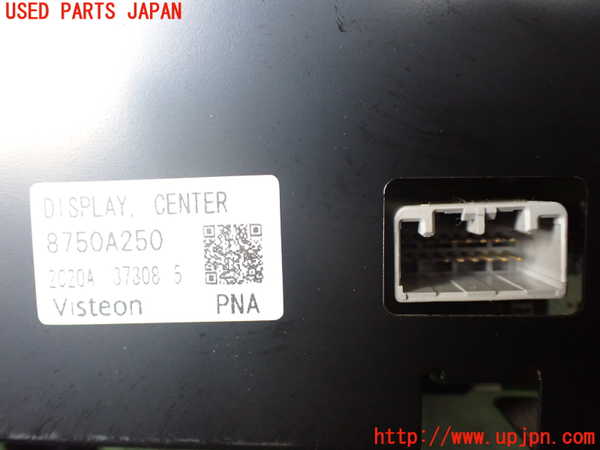 USED PARTS JAPAN
DISPLAY, CENTER
8750A250
2020A 37308 5
Visteon PNA
http://www.upjpn.com/